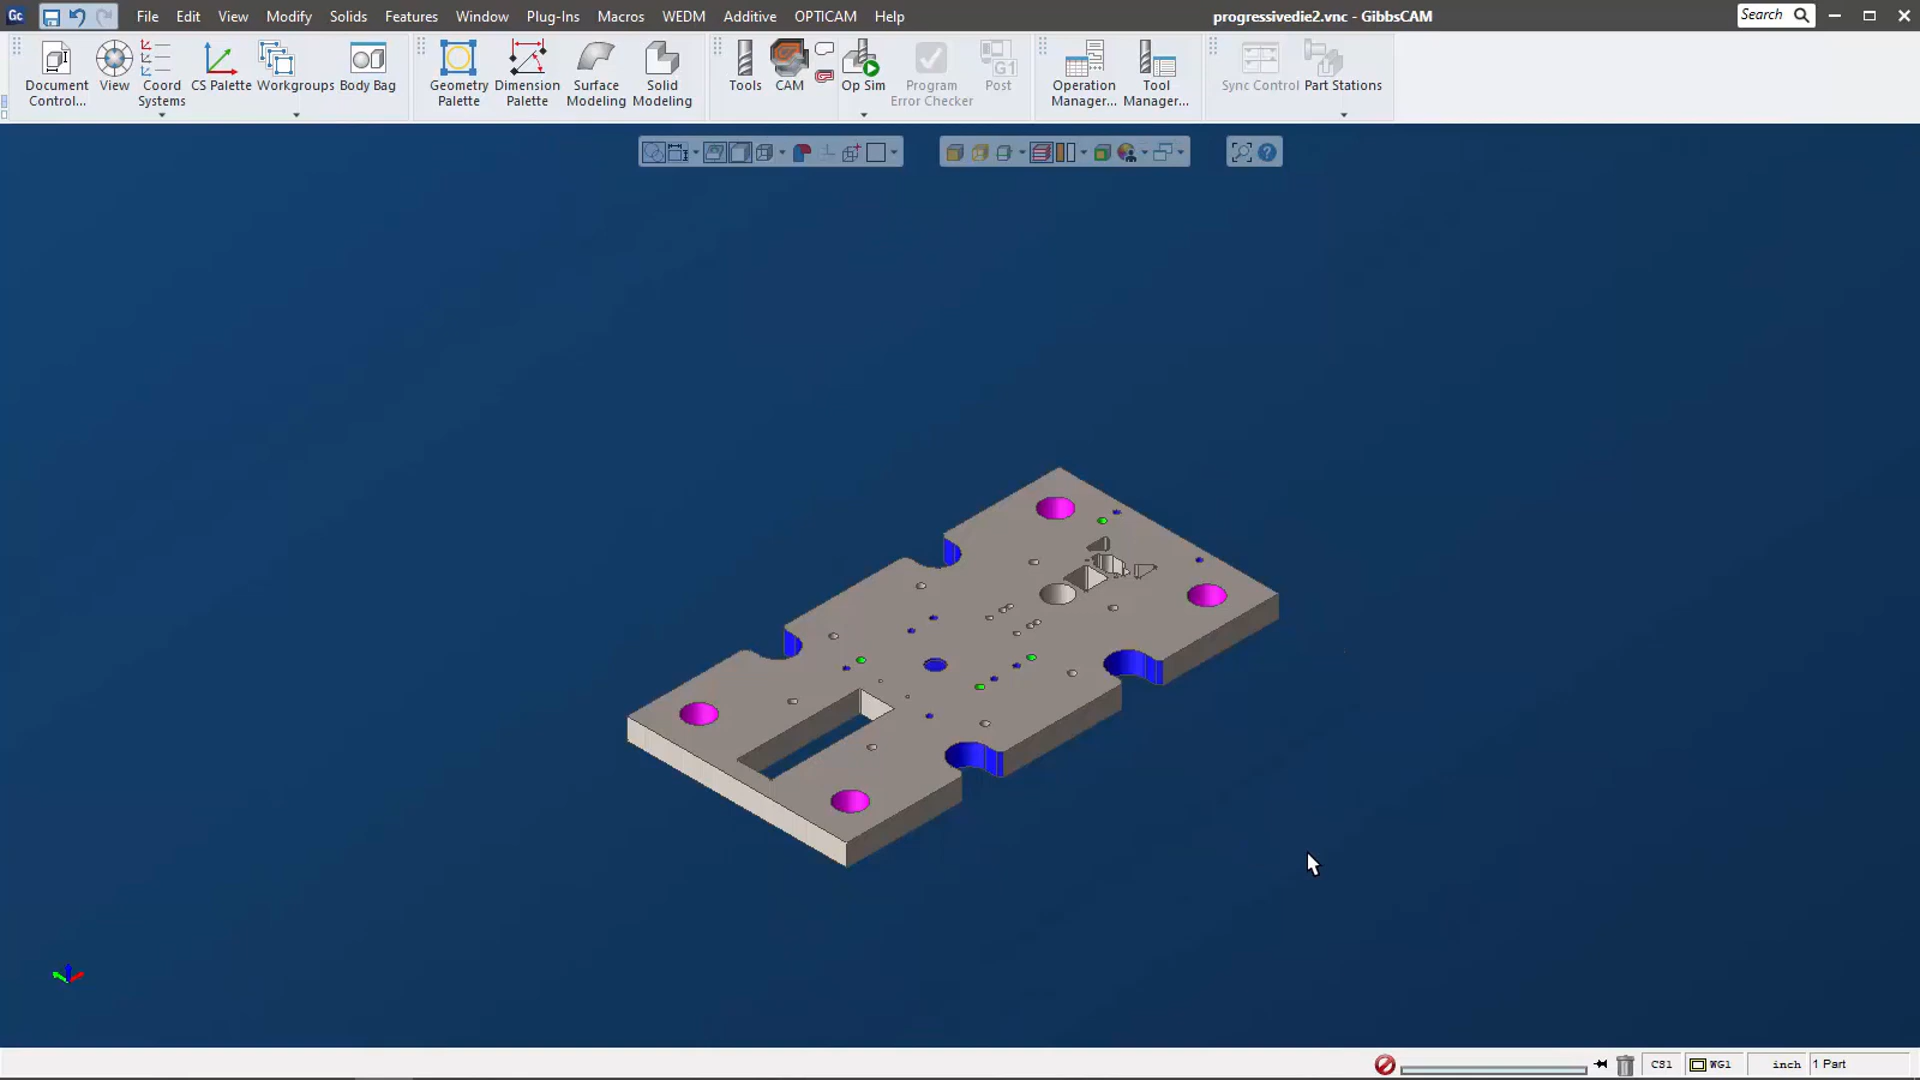 Gc File Edit View Modify Solids Features Window Plug-Ins Macros WEDM Additive OPTICAM Help progressivedie2.vnc - GibbsCAM Search
Document Control...
View
Coord Systems
CS Palette
Workgroups
Body Bag
Geometry Palette
Dimension Palette
Surface Modeling
Solid Modeling
Tools
CAM
Op Sim
Program Error Checker
G1
Post
Operation Manager...
Tool Manager...
Sync Control
Part Stations
CS1 WG1 inch 1 Part